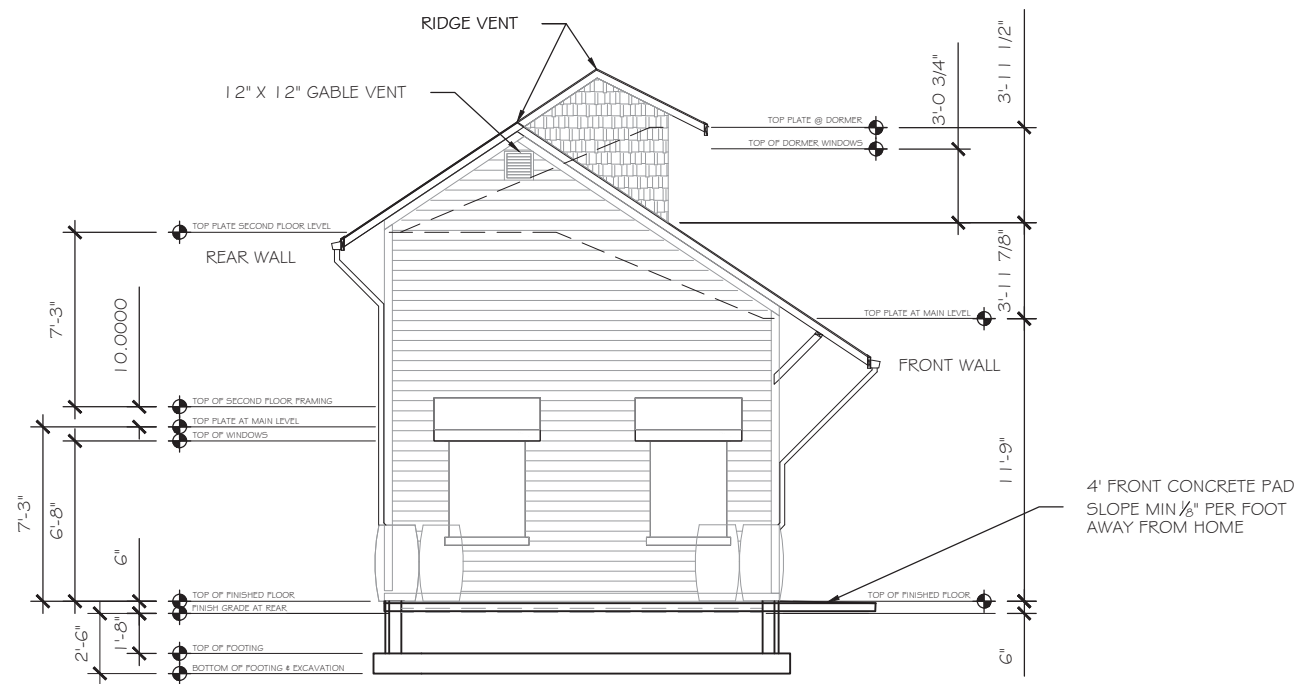 RIDGE VENT
12" X 12" GABLE VENT
3'-11 1/2"
3'-0 3/4"
TOP PLATE @ DORMER
TOP OF DORMER WINDOWS
TOP PLATE SECOND FLOOR LEVEL
REAR WALL
3'-11 7/8"
7'-3"
10.0000
TOP PLATE AT MAIN LEVEL
FRONT WALL
TOP OF SECOND FLOOR FRAMING
TOP PLATE AT MAIN LEVEL
TOP OF WINDOWS
11'-9"
4' FRONT CONCRETE PAD
SLOPE MIN 1/8" PER FOOT
AWAY FROM HOME
7'-3"
6'-8"
6"
TOP OF FINISHED FLOOR
FINISH GRADE AT REAR
TOP OF FINISHED FLOOR
2'-6"
1'-8"
TOP OF FOOTING
BOTTOM OF FOOTING & EXCAVATION
6"